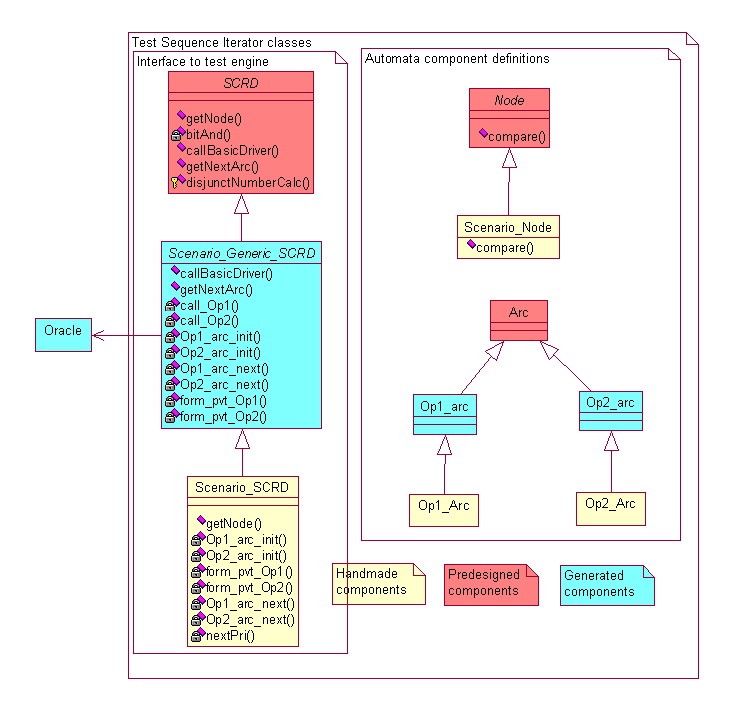 Test Sequence Iterator classes
Interface to test engine
SCRD
getNode()
bitAnd()
callBasicDriver()
getNextArc()
disjunctNumberCalc()
Scenario_Generic_SCRD
callBasicDriver()
getNextArc()
call_Op1()
call_Op2()
Op1_arc_init()
Op2_arc_init()
Op1_arc_next()
Op2_arc_next()
form_pvt_Op1()
form_pvt_Op2()
Oracle
Scenario_SCRD
getNode()
Op1_arc_init()
Op2_arc_init()
form_pvt_Op1()
form_pvt_Op2()
Op1_arc_next()
Op2_arc_next()
nextPri()
Automata component definitions
Node
compare()
Scenario_Node
compare()
Arc
Op1_arc
Op2_arc
Op1_Arc
Op2_Arc
Handmade
components
Predesigned
components
Generated
components